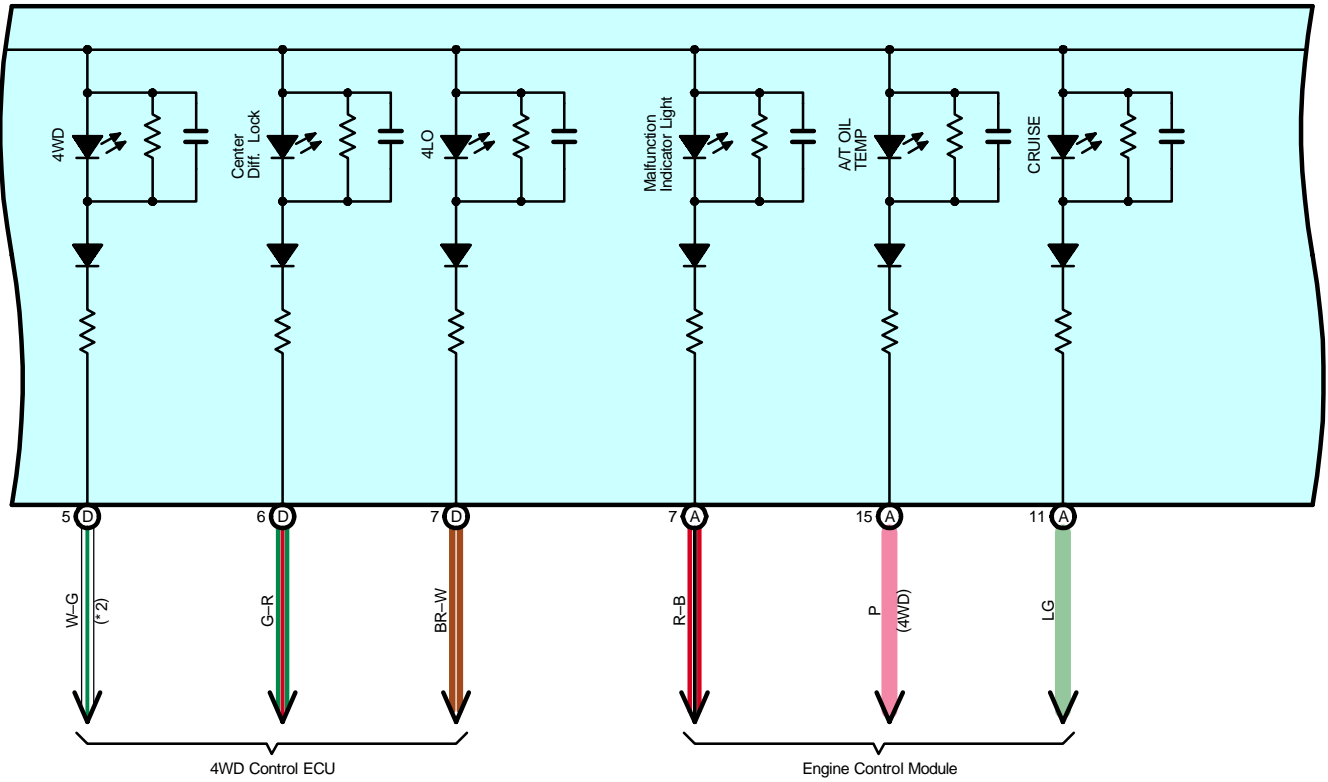 4WD
Center
Diff. Lock
4LO
Malfunction
Indicator Light
A/T OIL
TEMP
CRUISE
5 D
6 D
7 D
7 A
15 A
11 A
W–G
(* 2)
G–R
BR–W
R–B
P
(4WD)
LG
4WD Control ECU
Engine Control Module